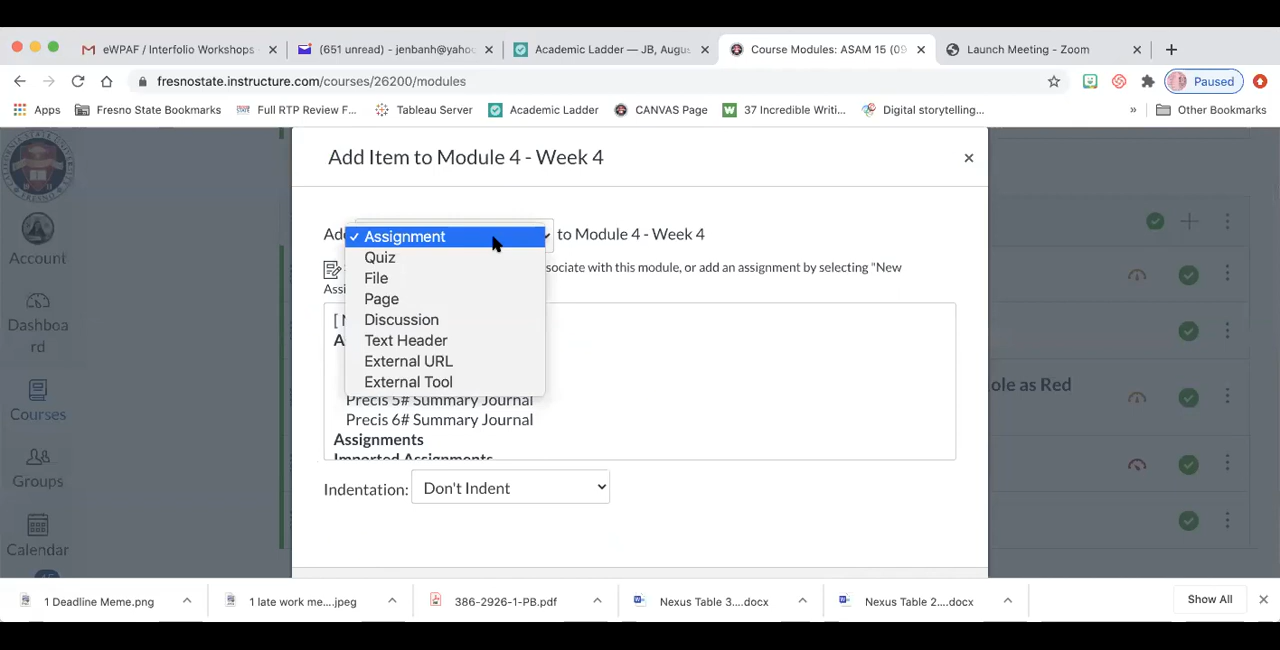 eWPAF / Interfolio Workshops
(651 unread) - jenbanh@yahoo
Academic Ladder — JB, Augu
Course Modules: ASAM 15 (09
Launch Meeting - Zoom
fresnostate.instructure.com/courses/26200/modules
Paused
Apps
Fresno State Bookmarks
Full RTP Review F...
Tableau Server
Academic Ladder
CANVAS Page
37 Incredible Writi...
Digital storytelling...
»
Other Bookmarks
Add Item to Module 4 - Week 4
Add
to Module 4 - Week 4
✓ Assignment
Quiz
File
Page
Discussion
Text Header
External URL
External Tool
sociate with this module, or add an assignment by selecting "New
Assi
[
A
Precis 5# Summary Journal
Precis 6# Summary Journal
Assignments
Imported Assignments
Indentation: Don't Indent
Account
Dashboa
rd
Courses
Groups
Calendar
ole as Red
1 Deadline Meme.png
1 late work me....jpeg
386-2926-1-PB.pdf
Nexus Table 3....docx
Nexus Table 2....docx
Show All